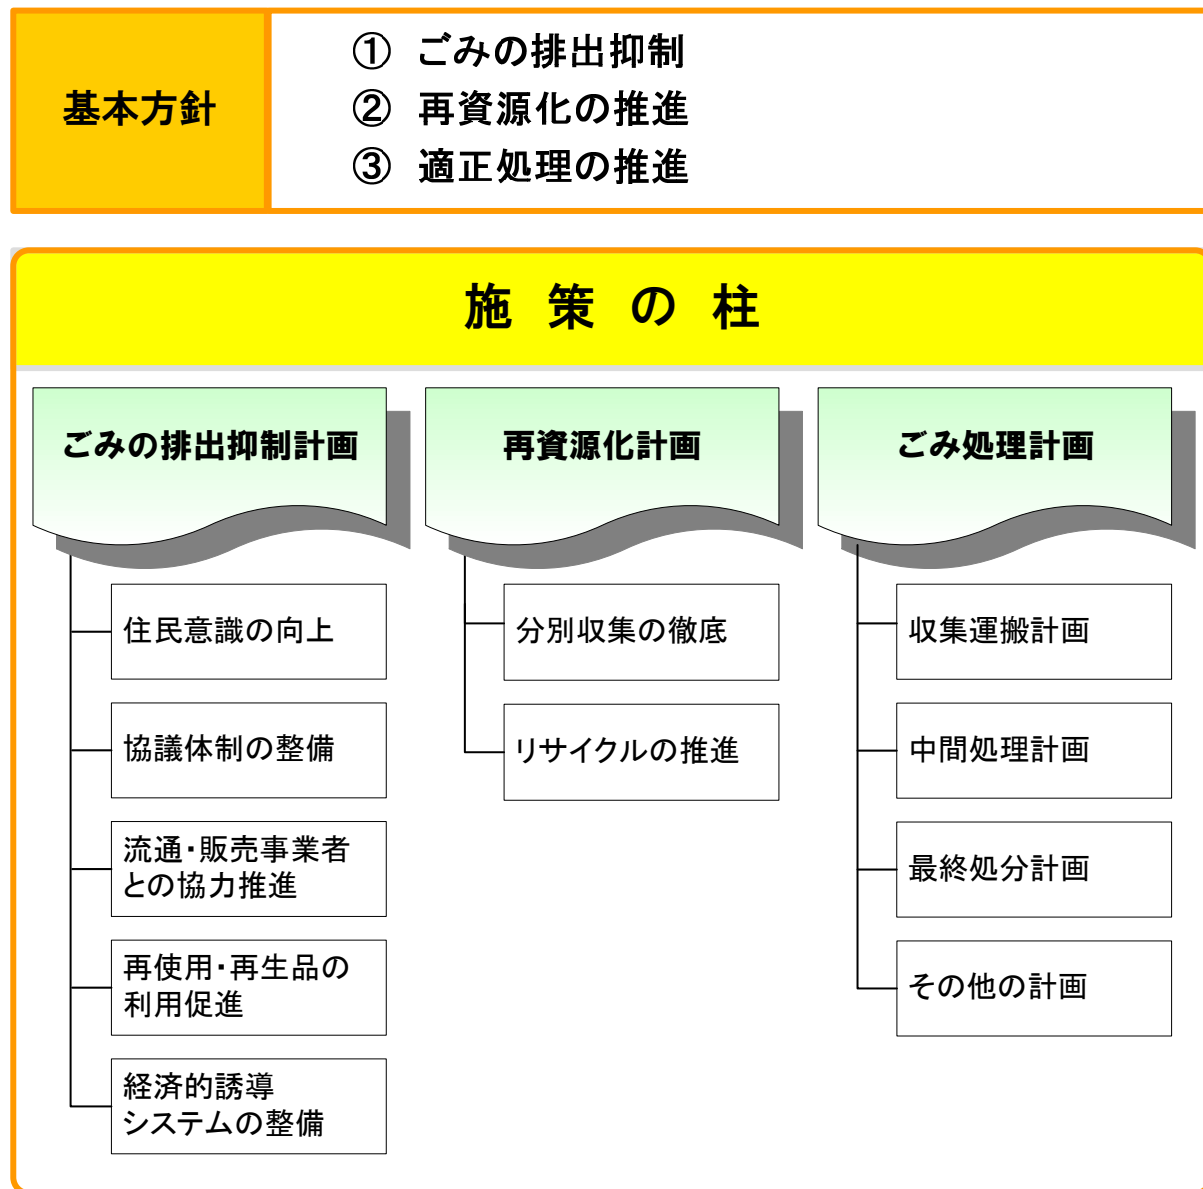 基本方針
① ごみの排出抑制
② 再資源化の推進
③ 適正処理の推進
施策の柱
ごみの排出抑制計画
住民意識の向上
協議体制の整備
流通・販売事業者
との協力推進
再使用・再生品の
利用促進
経済的誘導
システムの整備
再資源化計画
分別収集の徹底
リサイクルの推進
ごみ処理計画
収集運搬計画
中間処理計画
最終処分計画
その他の計画